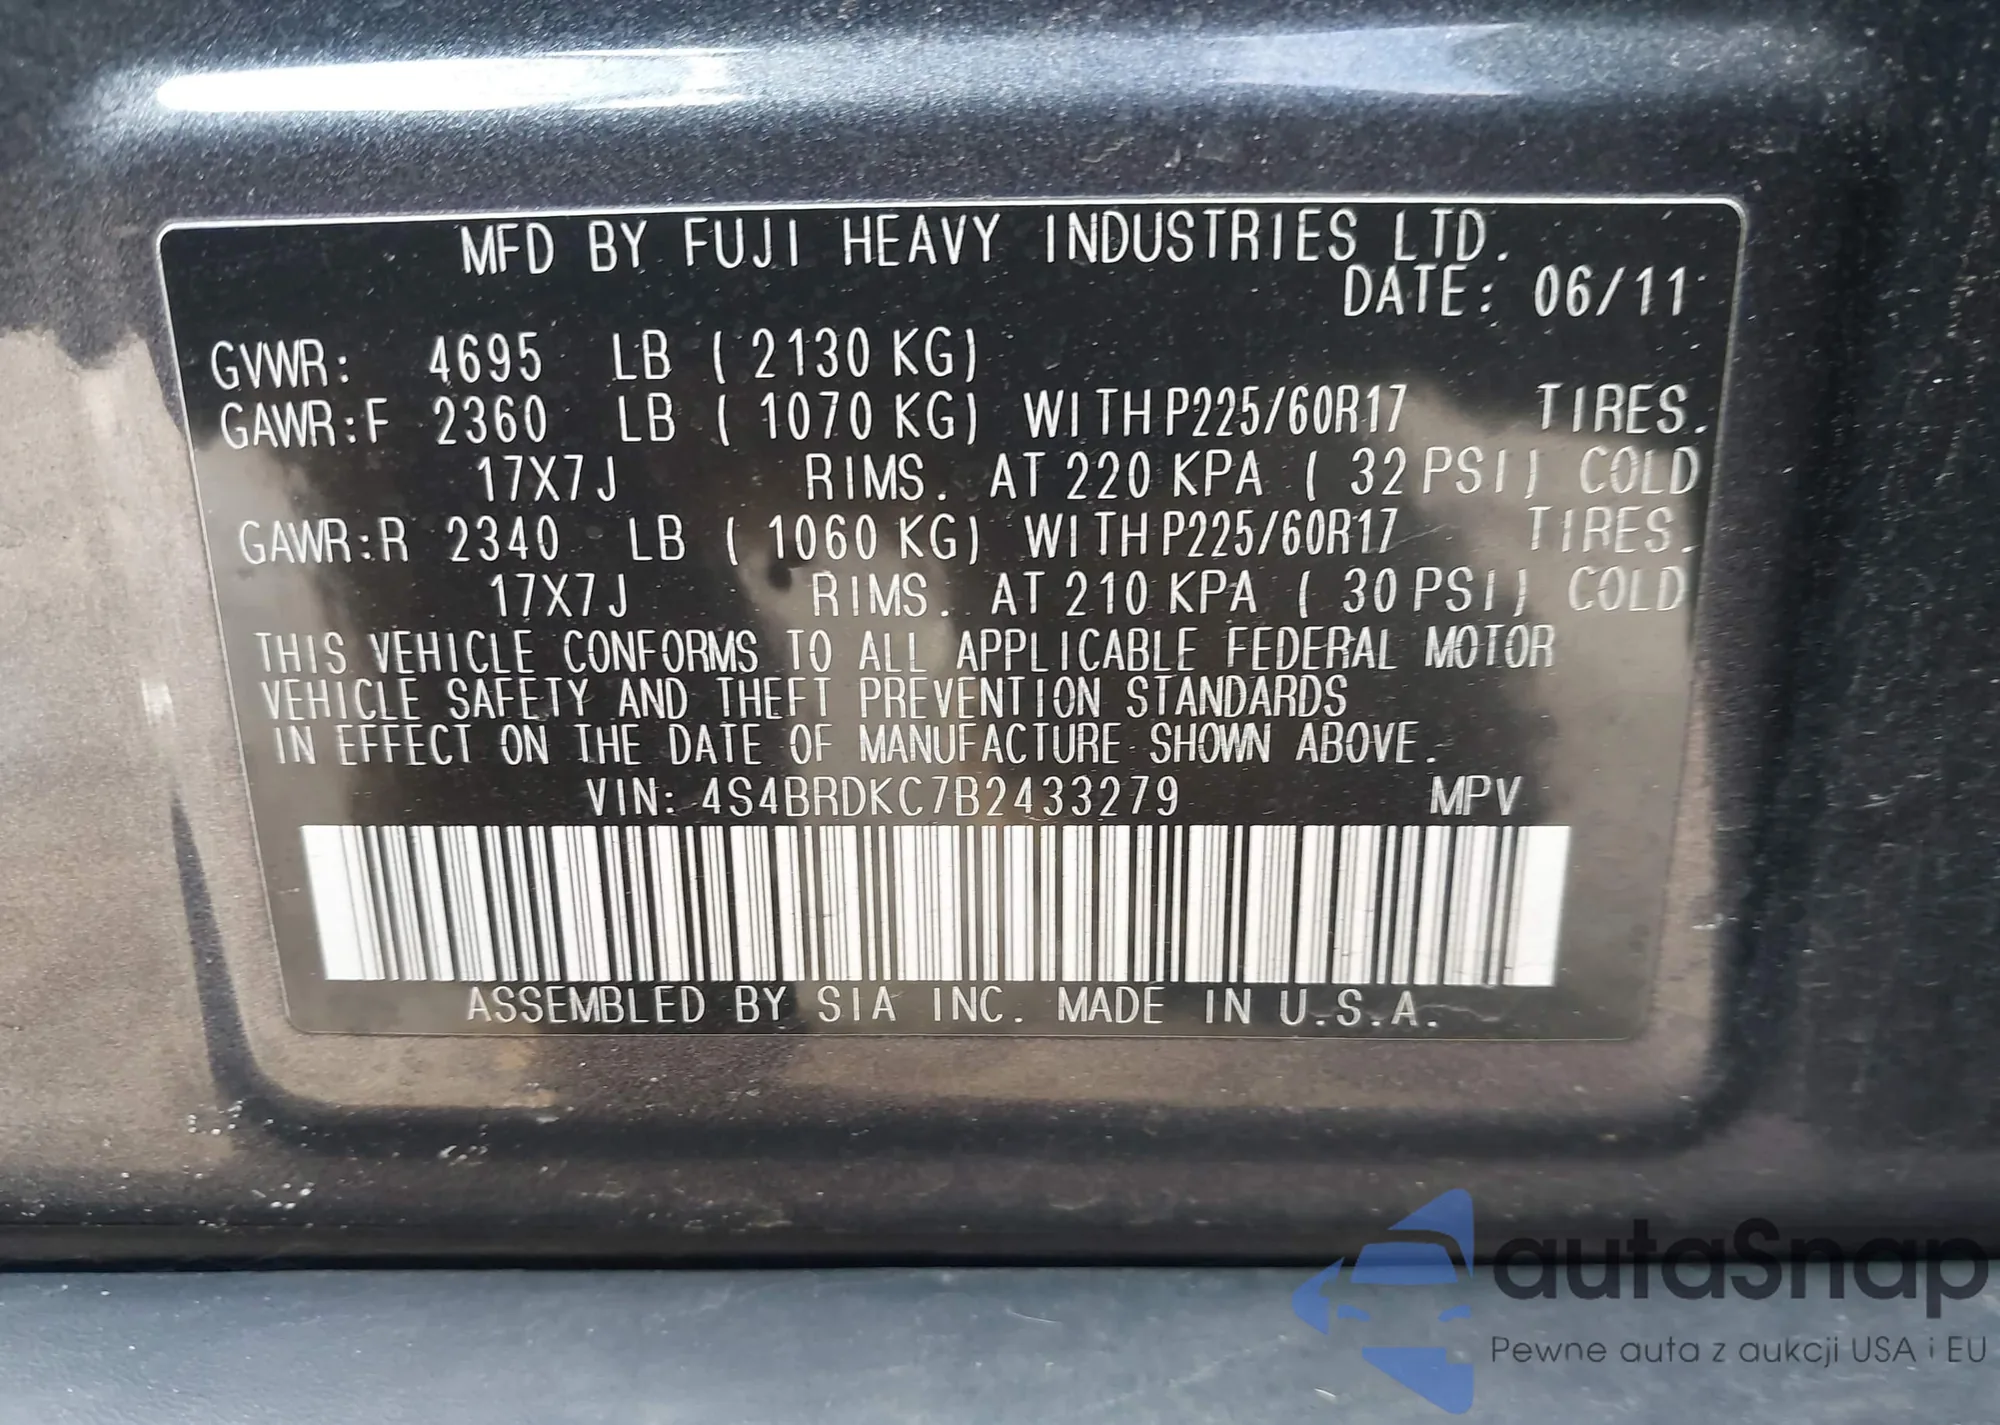 MFD BY FUJI HEAVY INDUSTRIES LTD.
DATE: 06/11
GVWR: 4695 LB ( 2130 KG)
GAWR:F 2360 LB ( 1070 KG) WITH P225/60R17 TIRES.
17X7J RIMS. AT 220 KPA ( 32 PSI) COLD
GAWR:R 2340 LB ( 1060 KG) WITH P225/60R17 TIRES.
17X7J RIMS. AT 210 KPA ( 30 PSI) COLD
THIS VEHICLE CONFORMS TO ALL APPLICABLE FEDERAL MOTOR
VEHICLE SAFETY AND THEFT PREVENTION STANDARDS
IN EFFECT ON THE DATE OF MANUFACTURE SHOWN ABOVE.
VIN: 4S4BRDKC7B2433279 MPV
ASSEMBLED BY SIA INC. MADE IN U.S.A.
autaSnap
Pewne auta z aukcji USA i EU